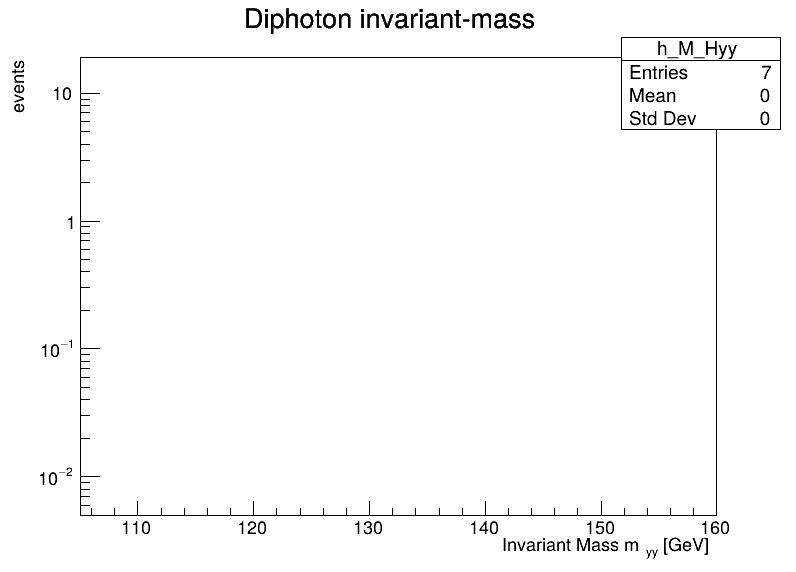 Diphoton invariant-mass
h_M_Hyy
Entries 7
Mean 0
Std Dev 0
events
10
1
10⁻¹
10⁻²
110 120 130 140 150 160
Invariant Mass m yy [GeV]